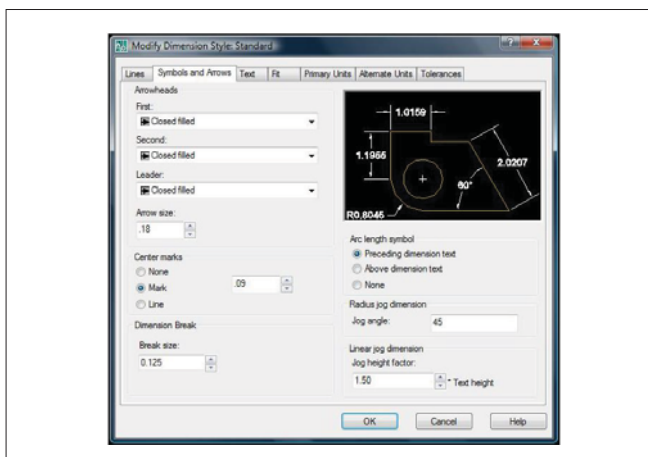 Modify Dimension Style: Standard
Lines
Symbols and Arrows
Text
Fit
Primary Units
Alternate Units
Tolerances
Arrowheads
First:
Closed filled
Second:
Closed filled
Leader:
Closed filled
Arrow size:
.18
Center marks
None
Mark
.09
Line
Dimension Break
Break size:
0.125
1.0159
1.1955
2.0207
60°
R0.8045
Arc length symbol
Preceding dimension text
Above dimension text
None
Radius jog dimension
Jog angle:
45
Linear jog dimension
Jog height factor:
1.50
* Text height
OK
Cancel
Help